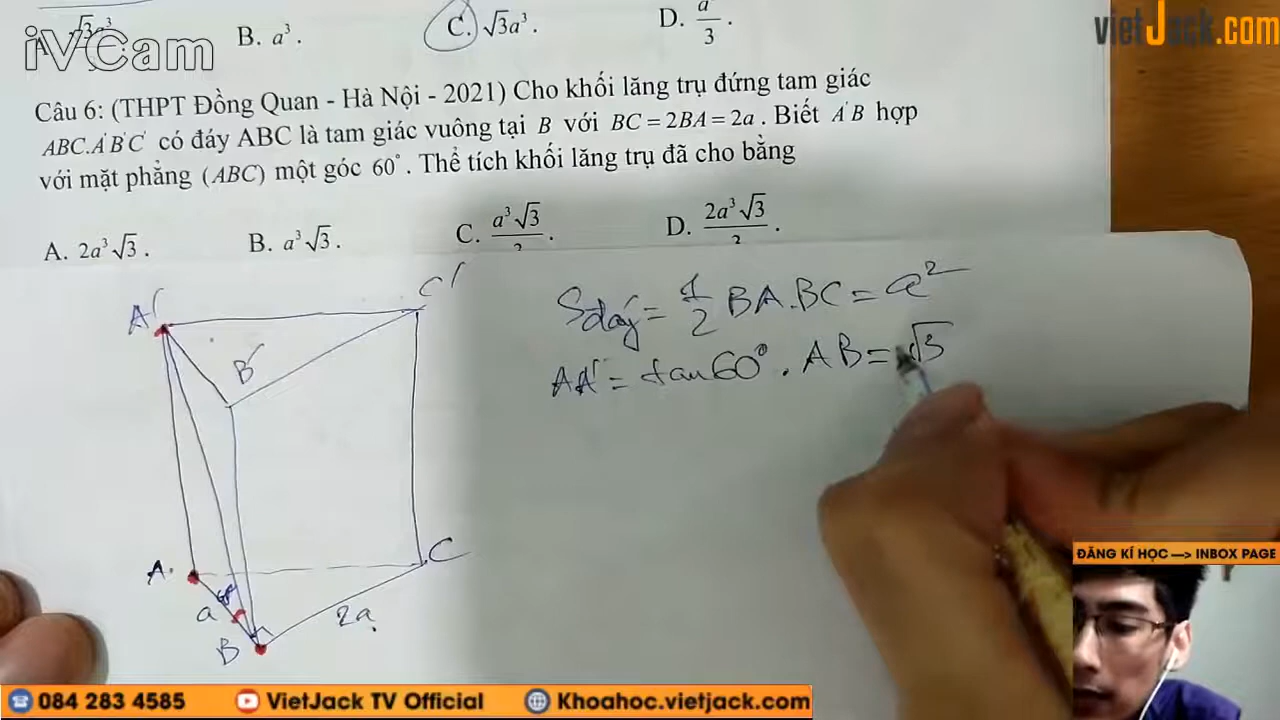 vietJack.com
iVCam
B. a³.
C. √3a³.
D. a/3.
Câu 6: (THPT Đồng Quan - Hà Nội - 2021) Cho khối lăng trụ đứng tam giác
ABC.A'B'C' có đáy ABC là tam giác vuông tại B với BC = 2BA = 2a. Biết A'B hợp
với mặt phẳng (ABC) một góc 60°. Thể tích khối lăng trụ đã cho bằng
A. 2a³√3. B. a³√3. C. a³√3/2. D. 2a³√3/2.
A'
C'
B'
Sđáy = 1/2 BA.BC = a²
AA' = tan60°. AB = √3
A
C
a
B
2a
ĐĂNG KÍ HỌC —> INBOX PAGE
084 283 4585
VietJack TV Official
Khoahoc.vietjack.com